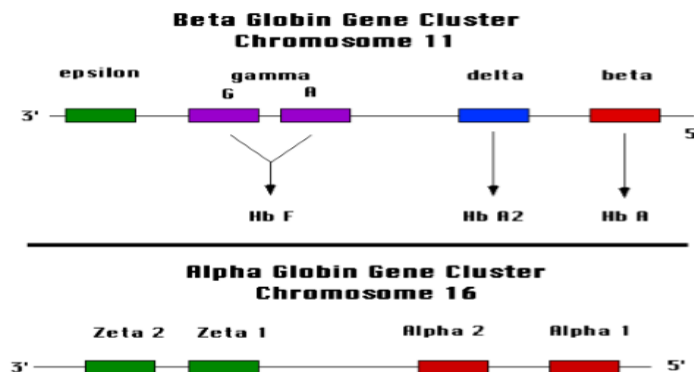 Beta Globin Gene Cluster
Chromosome 11
epsilon gamma delta beta
G A
3' 5'
Hb F Hb A2 Hb A
Alpha Globin Gene Cluster
Chromosome 16
Zeta 2 Zeta 1 Alpha 2 Alpha 1
3' 5'